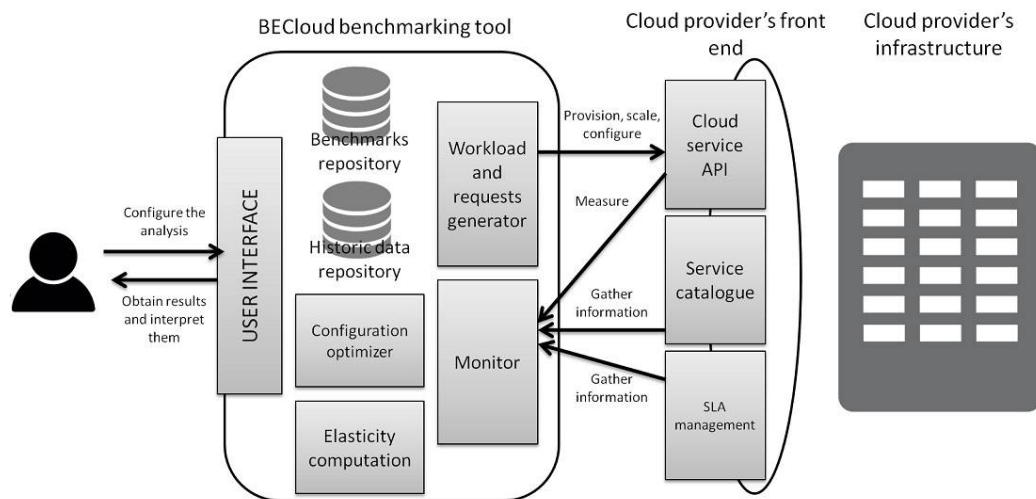 BECloud benchmarking tool
Cloud provider's front
end
Cloud provider's
infrastructure
Benchmarks
repository
Historic data
repository
Configuration
optimizer
Elasticity
computation
Workload
and
requests
generator
Monitor
USER INTERFACE
Configure the
analysis
Obtain results
and interpret
them
Provision, scale,
configure
Measure
Gather
information
Gather
information
Cloud
service
API
Service
catalogue
SLA
management